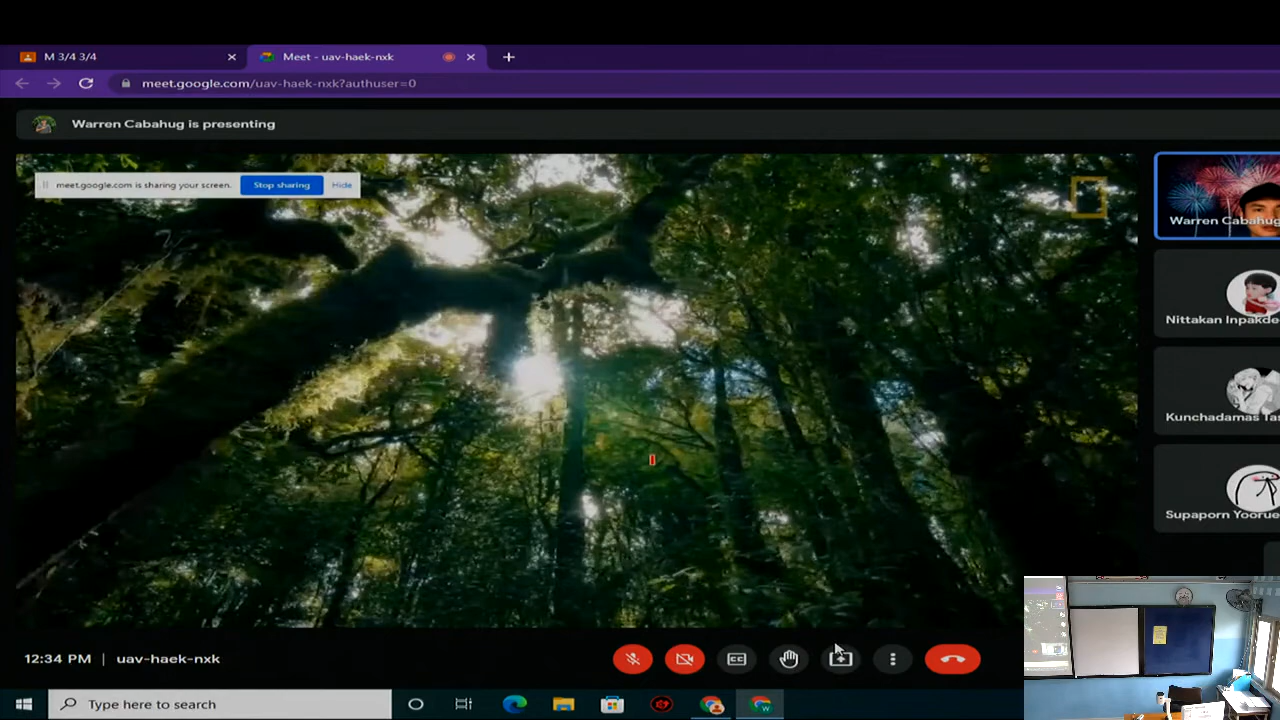 M 3/4 3/4
Meet - uav-haek-nxk
meet.google.com/uav-haek-nxk?authuser=0
Warren Cabahug is presenting
meet.google.com is sharing your screen.
Stop sharing
Hide
Warren Cabahug
Nittakan Inpakde
Kunchadamas Tas
Supaporn Yoorue
12:34 PM | uav-haek-nxk
CC
Type here to search